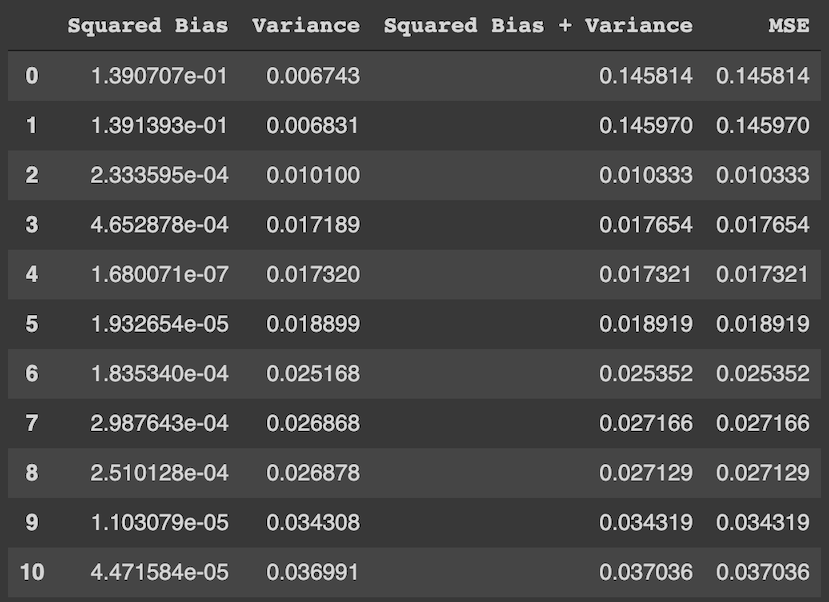 Squared Bias Variance Squared Bias + Variance MSE
0 1.390707e-01 0.006743 0.145814 0.145814
1 1.391393e-01 0.006831 0.145970 0.145970
2 2.333595e-04 0.010100 0.010333 0.010333
3 4.652878e-04 0.017189 0.017654 0.017654
4 1.680071e-07 0.017320 0.017321 0.017321
5 1.932654e-05 0.018899 0.018919 0.018919
6 1.835340e-04 0.025168 0.025352 0.025352
7 2.987643e-04 0.026868 0.027166 0.027166
8 2.510128e-04 0.026878 0.027129 0.027129
9 1.103079e-05 0.034308 0.034319 0.034319
10 4.471584e-05 0.036991 0.037036 0.037036